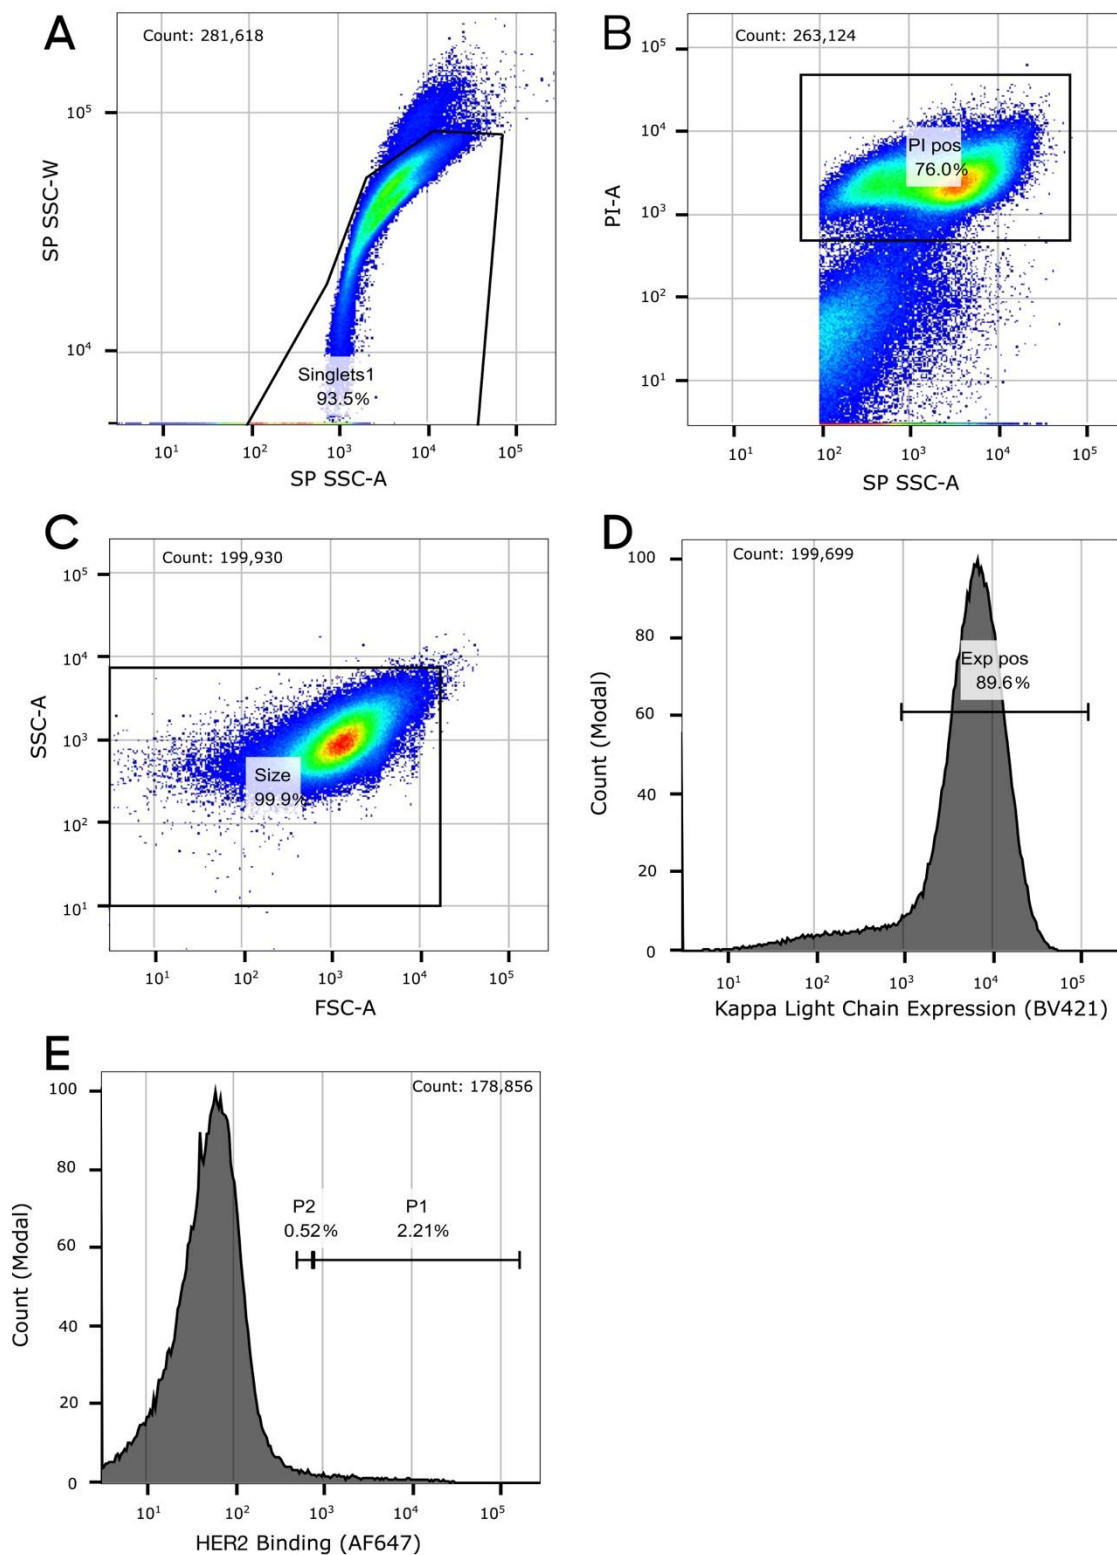 A
Count: 281,618
10⁵
10⁴
SP SSC-W
Singlets1
93.5%
10¹ 10² 10³ 10⁴ 10⁵
SP SSC-A
B
Count: 263,124
10⁵
10⁴
10³
10²
10¹
PI-A
PI pos
76.0%
10¹ 10² 10³ 10⁴ 10⁵
SP SSC-A
C
Count: 199,930
10⁵
10⁴
10³
10²
10¹
SSC-A
Size
99.9%
10¹ 10² 10³ 10⁴ 10⁵
FSC-A
D
Count: 199,699
100
80
60
40
20
0
Count (Modal)
Exp pos
89.6%
10¹ 10² 10³ 10⁴ 10⁵
Kappa Light Chain Expression (BV421)
E
Count: 178,856
100
80
60
40
20
0
Count (Modal)
P2 P1
0.52% 2.21%
10¹ 10² 10³ 10⁴ 10⁵
HER2 Binding (AF647)